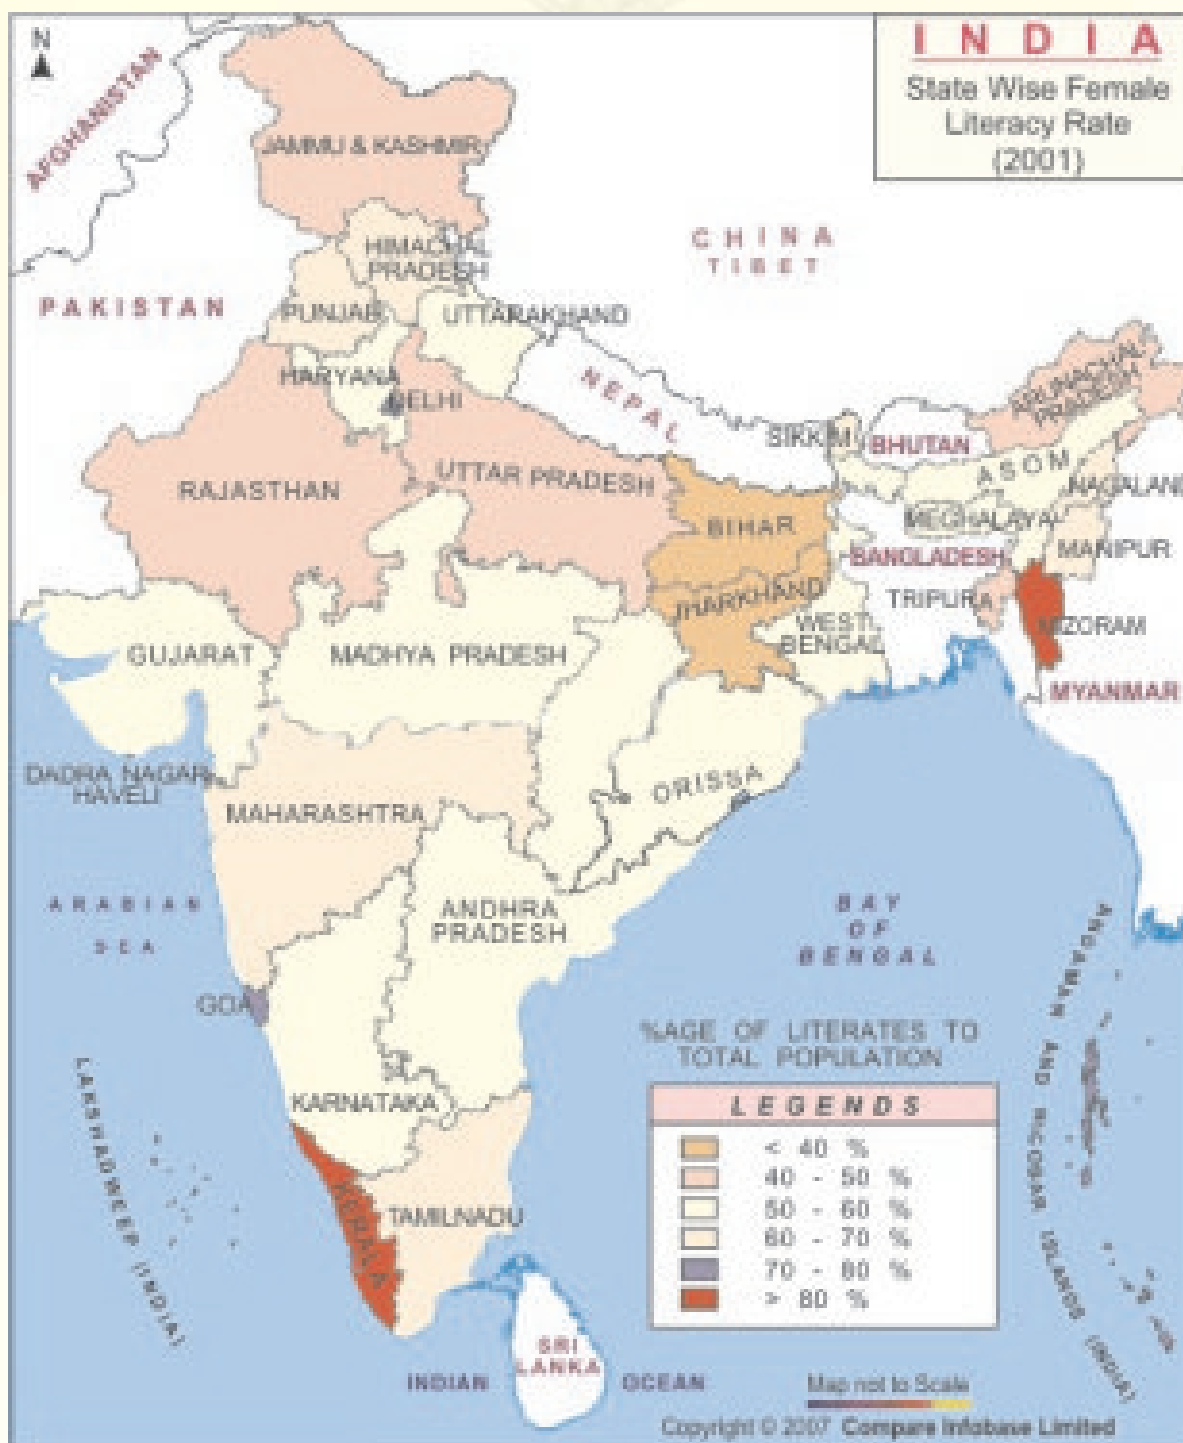 N
INDIA
State Wise Female
Literacy Rate
(2001)
AFGHANISTAN
JAMMU & KASHMIR
CHINA
TIBET
HIMACHAL
PRADESH
PAKISTAN
PUNJAB
UTTARAKHAND
HARYANA
DELHI
NEPAL
ARUNACHAL
PRADESH
SIKKIM
BHUTAN
ASOM
RAJASTHAN
UTTAR PRADESH
NAGALAND
BIHAR
MEGHALAYA
BANGLADESH
MANIPUR
JHARKHAND
TRIPURA
WEST
BENGAL
MIZORAM
GUJARAT
MADHYA PRADESH
MYANMAR
DADRA NAGAR
HAVELI
ORISSA
MAHARASHTRA
ARABIAN
SEA
ANDHRA
PRADESH
BAY
OF
BENGAL
ANDAMAN AND NICOBAR ISLANDS (INDIA)
GOA
%AGE OF LITERATES TO
TOTAL POPULATION
LAKSHADWEEP (INDIA)
KARNATAKA
LEGENDS
< 40 %
40 - 50 %
50 - 60 %
60 - 70 %
70 - 80 %
> 80 %
KERALA
TAMILNADU
SRI
LANKA
INDIAN OCEAN
Map not to Scale
Copyright © 2007 Compare Infobase Limited